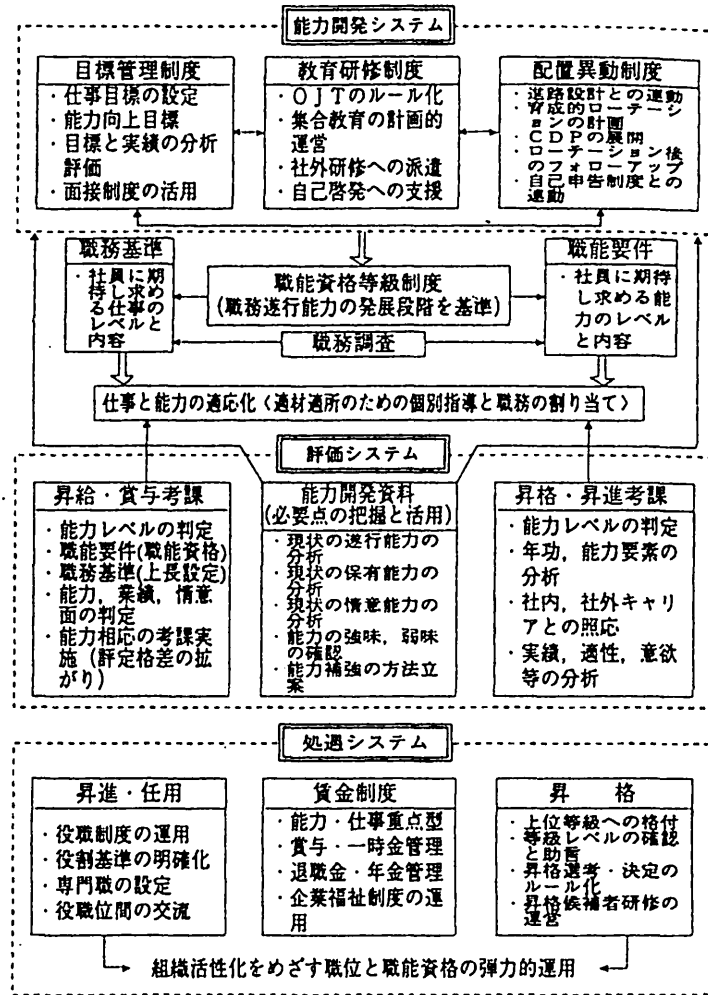 能力開発システム
目標管理制度
・仕事目標の設定
・能力向上目標
・目標と実績の分析
評価
・面接制度の活用
教育研修制度
・ＯＪＴのルール化
・集合教育の計画的
運営
・社外研修への派遣
・自己啓発への支援
配置異動制度
・進路設計との連動
・育成的ローテーシ
ョンの計画
・ＣＤＰの展開
・ローテーション後
のフォローアップ
・自己申告制度との
連動
職務基準
・社員に期
待し求め
る仕事の
レベルと
内容
職能資格等級制度
(職務遂行能力の発展段階を基準)
職務調査
職能要件
・社員に期待
し求める能
力のレベル
と内容
仕事と能力の適応化〈適材適所のための個別指導と職務の割り当て〉
評価システム
昇給・賞与考課
・能力レベルの判定
・職能要件(職能資格)
・職務基準(上長設定)
・能力，業績，情意
面の判定
・能力相応の考課実
施（評定格差の拡
がり）
能力開発資料
(必要点の把握と活用)
・現状の遂行能力の
分析
・現状の保有能力の
分析
・現状の情意能力の
分析
・能力の強味，弱味
の確認
・能力補強の方法立
案
昇格・昇進考課
・能力レベルの判定
・年功，能力要素の
分析
・社内，社外キャリ
アとの照応
・実績，適性，意欲
等の分析
処遇システム
昇進・任用
・役職制度の運用
・役割基準の明確化
・専門職の設定
・役職位間の交流
賃金制度
・能力・仕事重点型
・賞与・一時金管理
・退職金・年金管理
・企業福祉制度の運
用
昇　格
・上位等級への格付
・等級レベルの確認
と助言
・昇格選考・決定の
ルール化
・昇格候補者研修の
運営
組織活性化をめざす職位と職能資格の弾力的運用